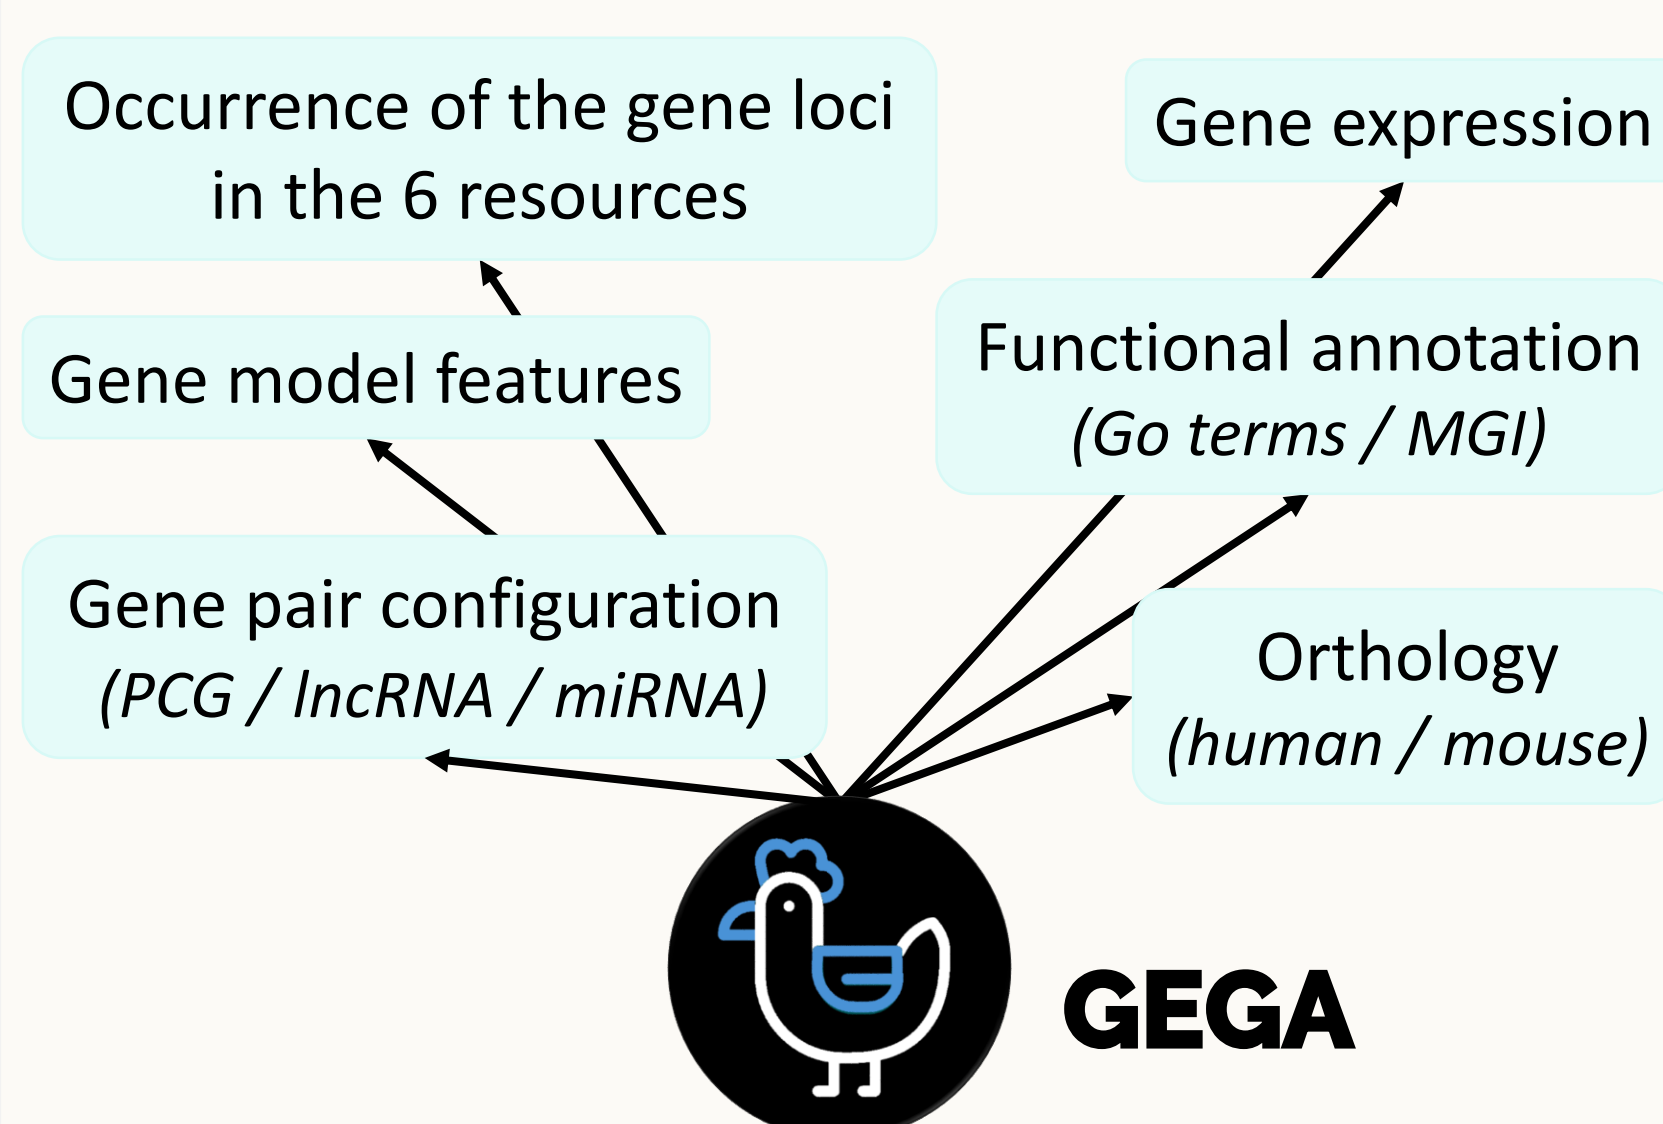 Occurrence of the gene loci
in the 6 resources
Gene expression
Gene model features
Functional annotation
(Go terms / MGI)
Gene pair configuration
(PCG / lncRNA / miRNA)
Orthology
(human / mouse)
GEGA